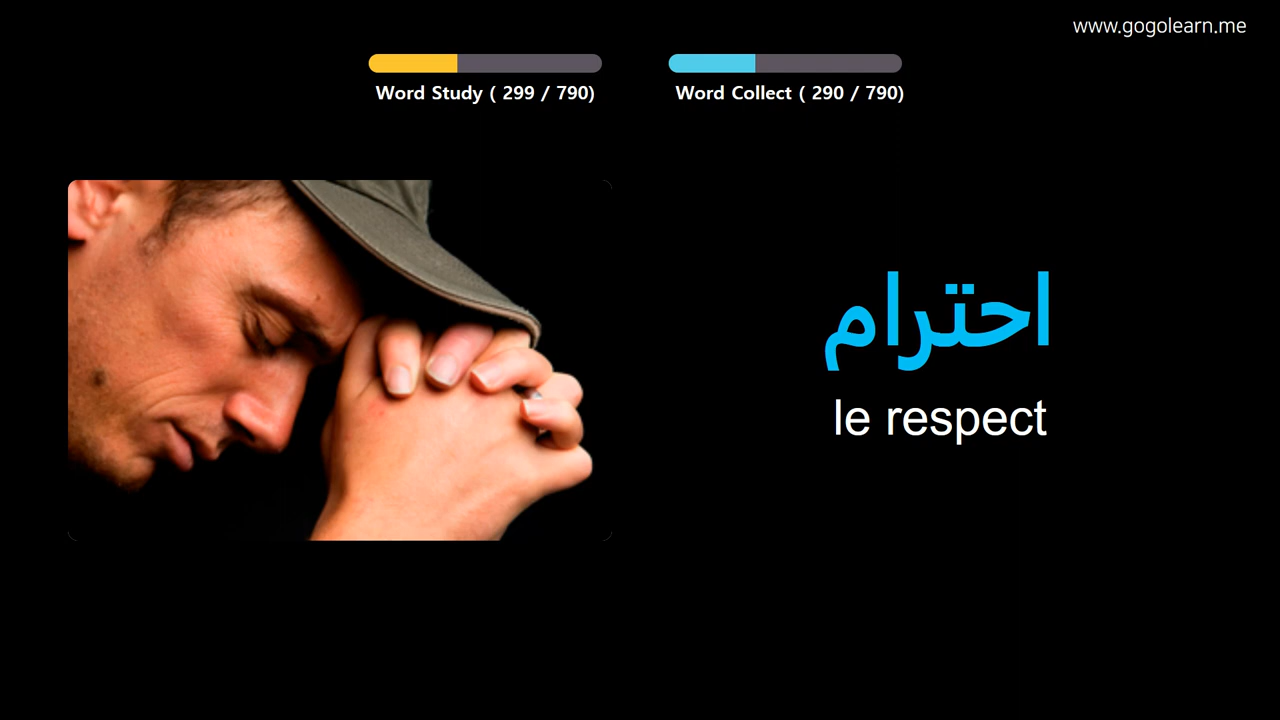 www.gogolearn.me
Word Study ( 299 / 790)
Word Collect ( 290 / 790)
احترام
le respect